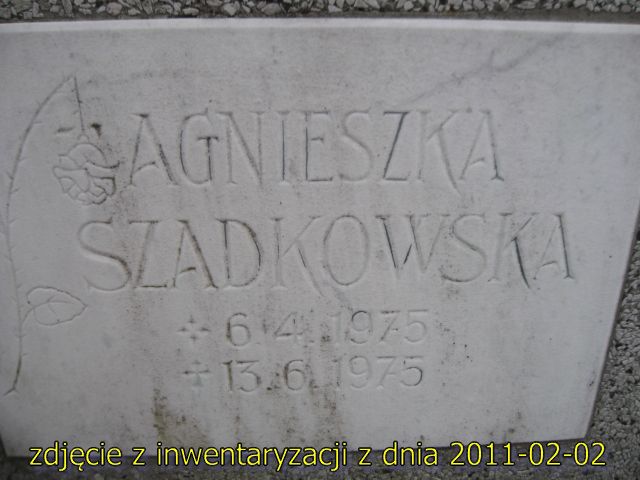 AGNIESZKA
SZADKOWSKA
+ 6.4.1975
+ 13.6.1975
zdjęcie z inwentaryzacji z dnia 2011-02-02